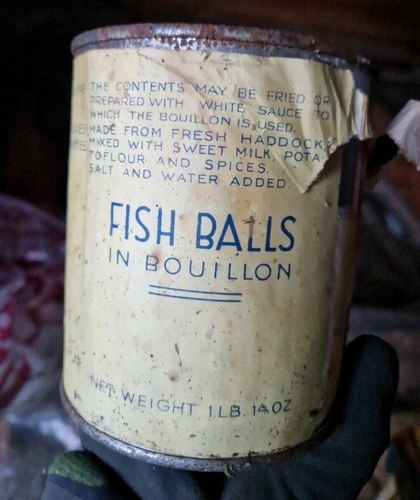 THE CONTENTS MAY BE FRIED OR
PREPARED WITH WHITE SAUCE TO
WHICH THE BOUILLON IS USED.
MADE FROM FRESH HADDOCK,
MIXED WITH SWEET MILK, POTA-
TOFLOUR AND SPICES.
SALT AND WATER ADDED.
FISH BALLS
IN BOUILLON
NET WEIGHT 1 LB. 14 OZ